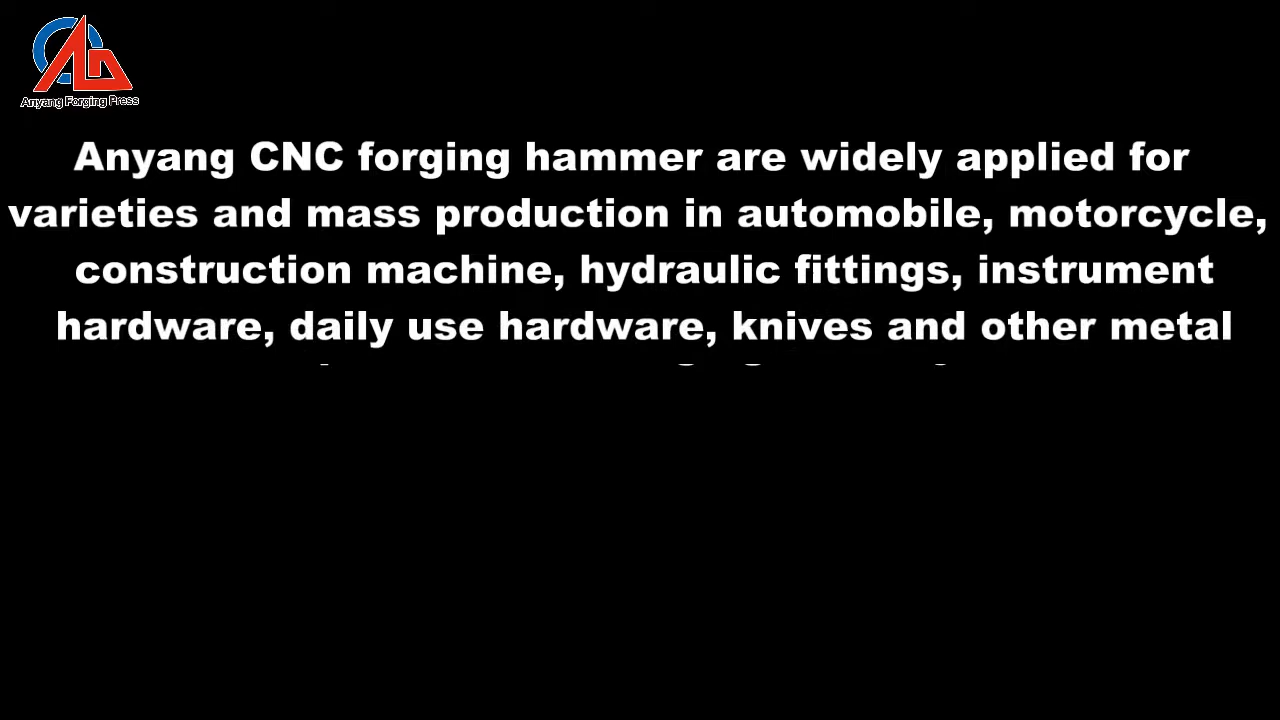 Anyang Forging Press
Anyang CNC forging hammer are widely applied for
varieties and mass production in automobile, motorcycle,
construction machine, hydraulic fittings, instrument
hardware, daily use hardware, knives and other metal